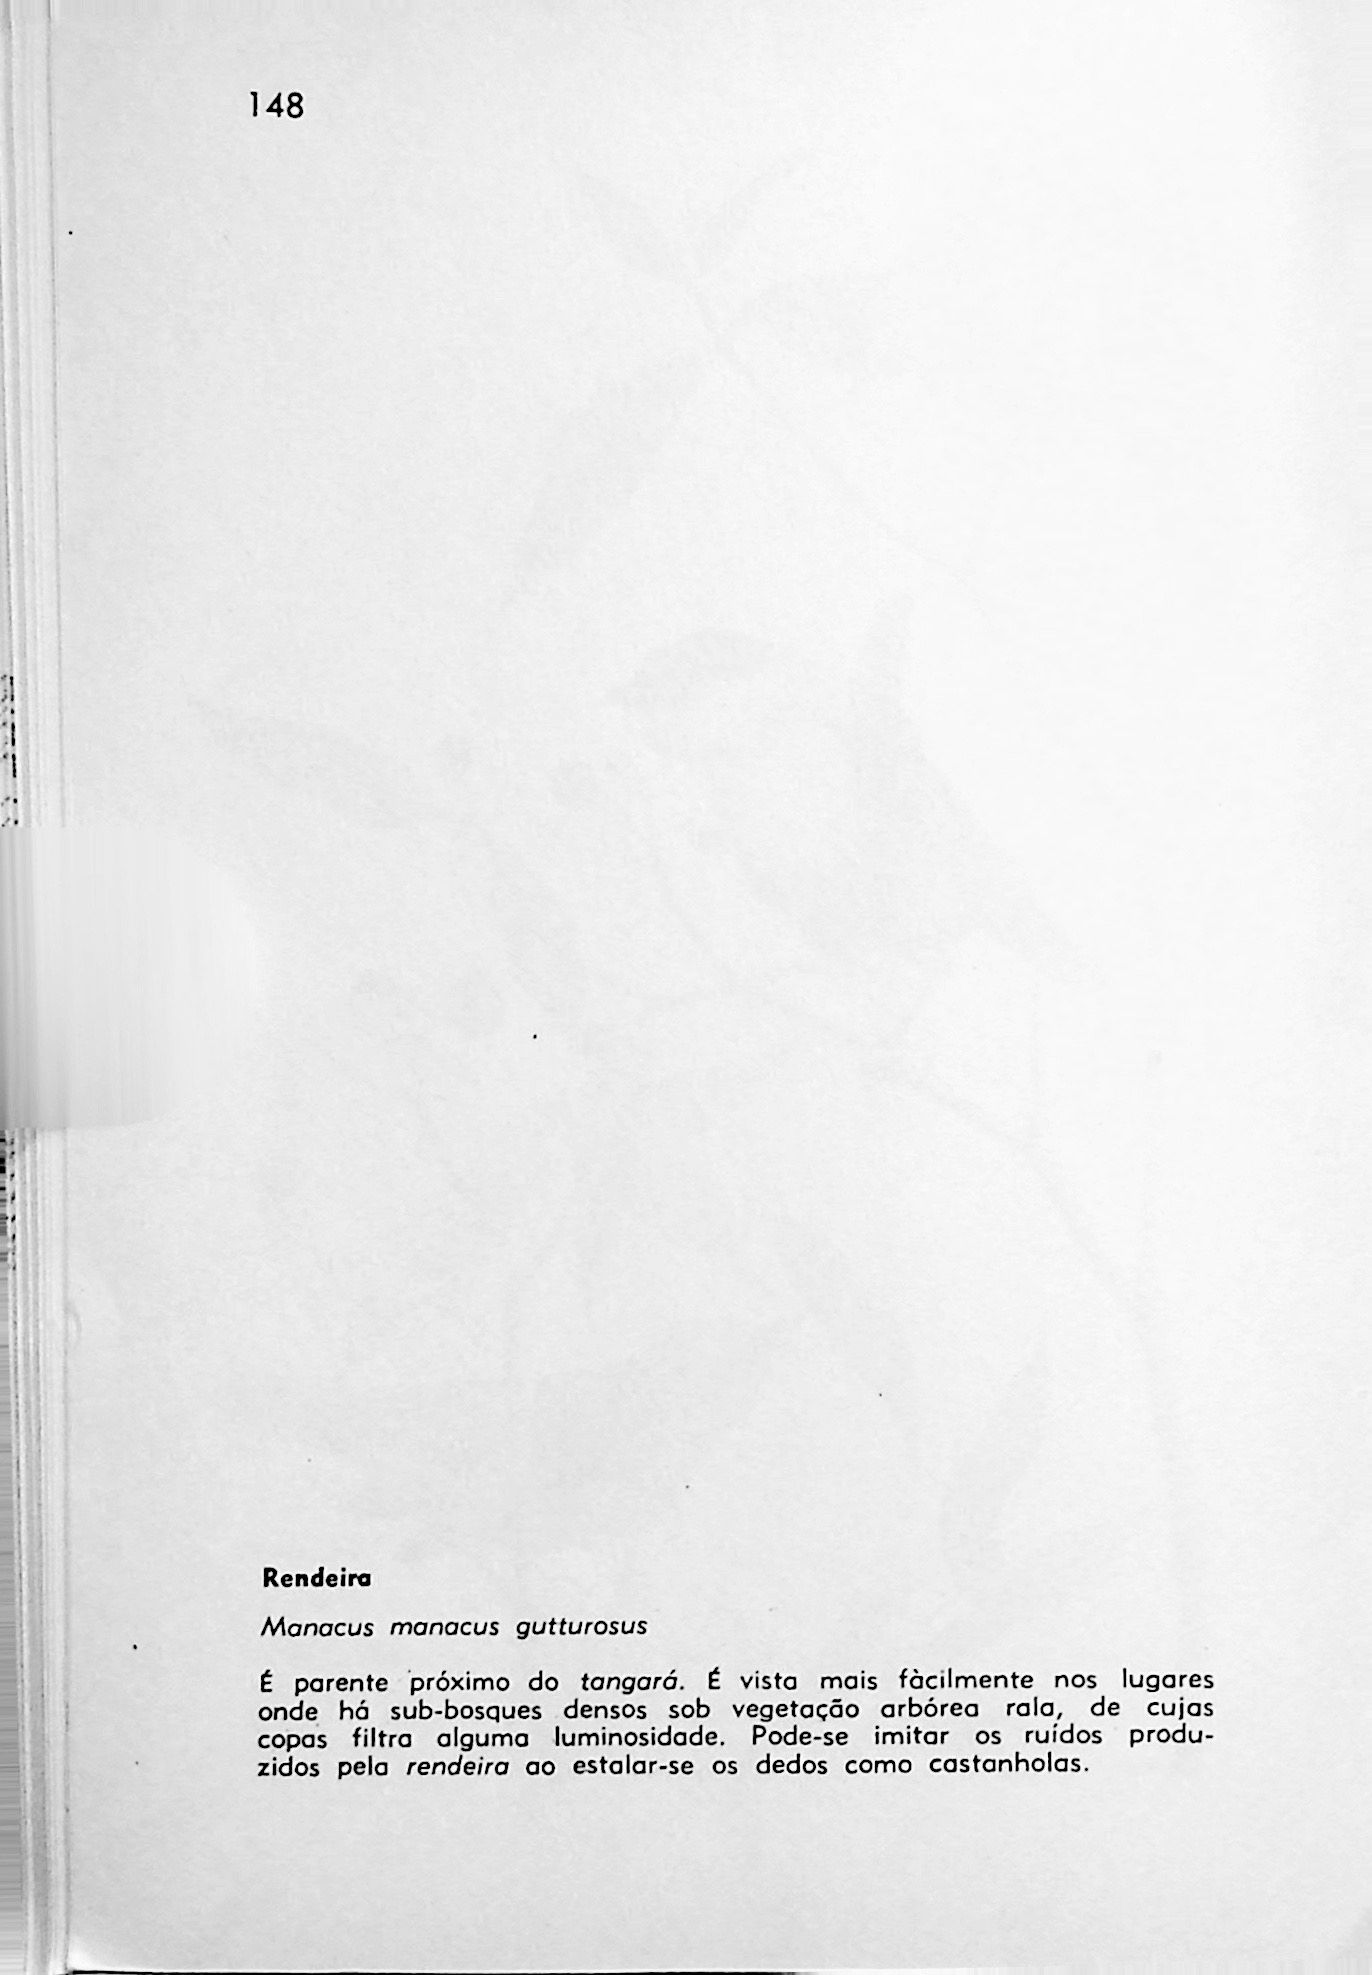 148
Rendeira
Manacus manacus gutturosus
É parente próximo do tangará. É vista mais fàcilmente nos lugares
onde há sub-bosques densos sob vegetação arbórea rala, de cujas
copas filtra alguma luminosidade. Pode-se imitar os ruídos produ-
zidos pela rendeira ao estalar-se os dedos como castanholas.